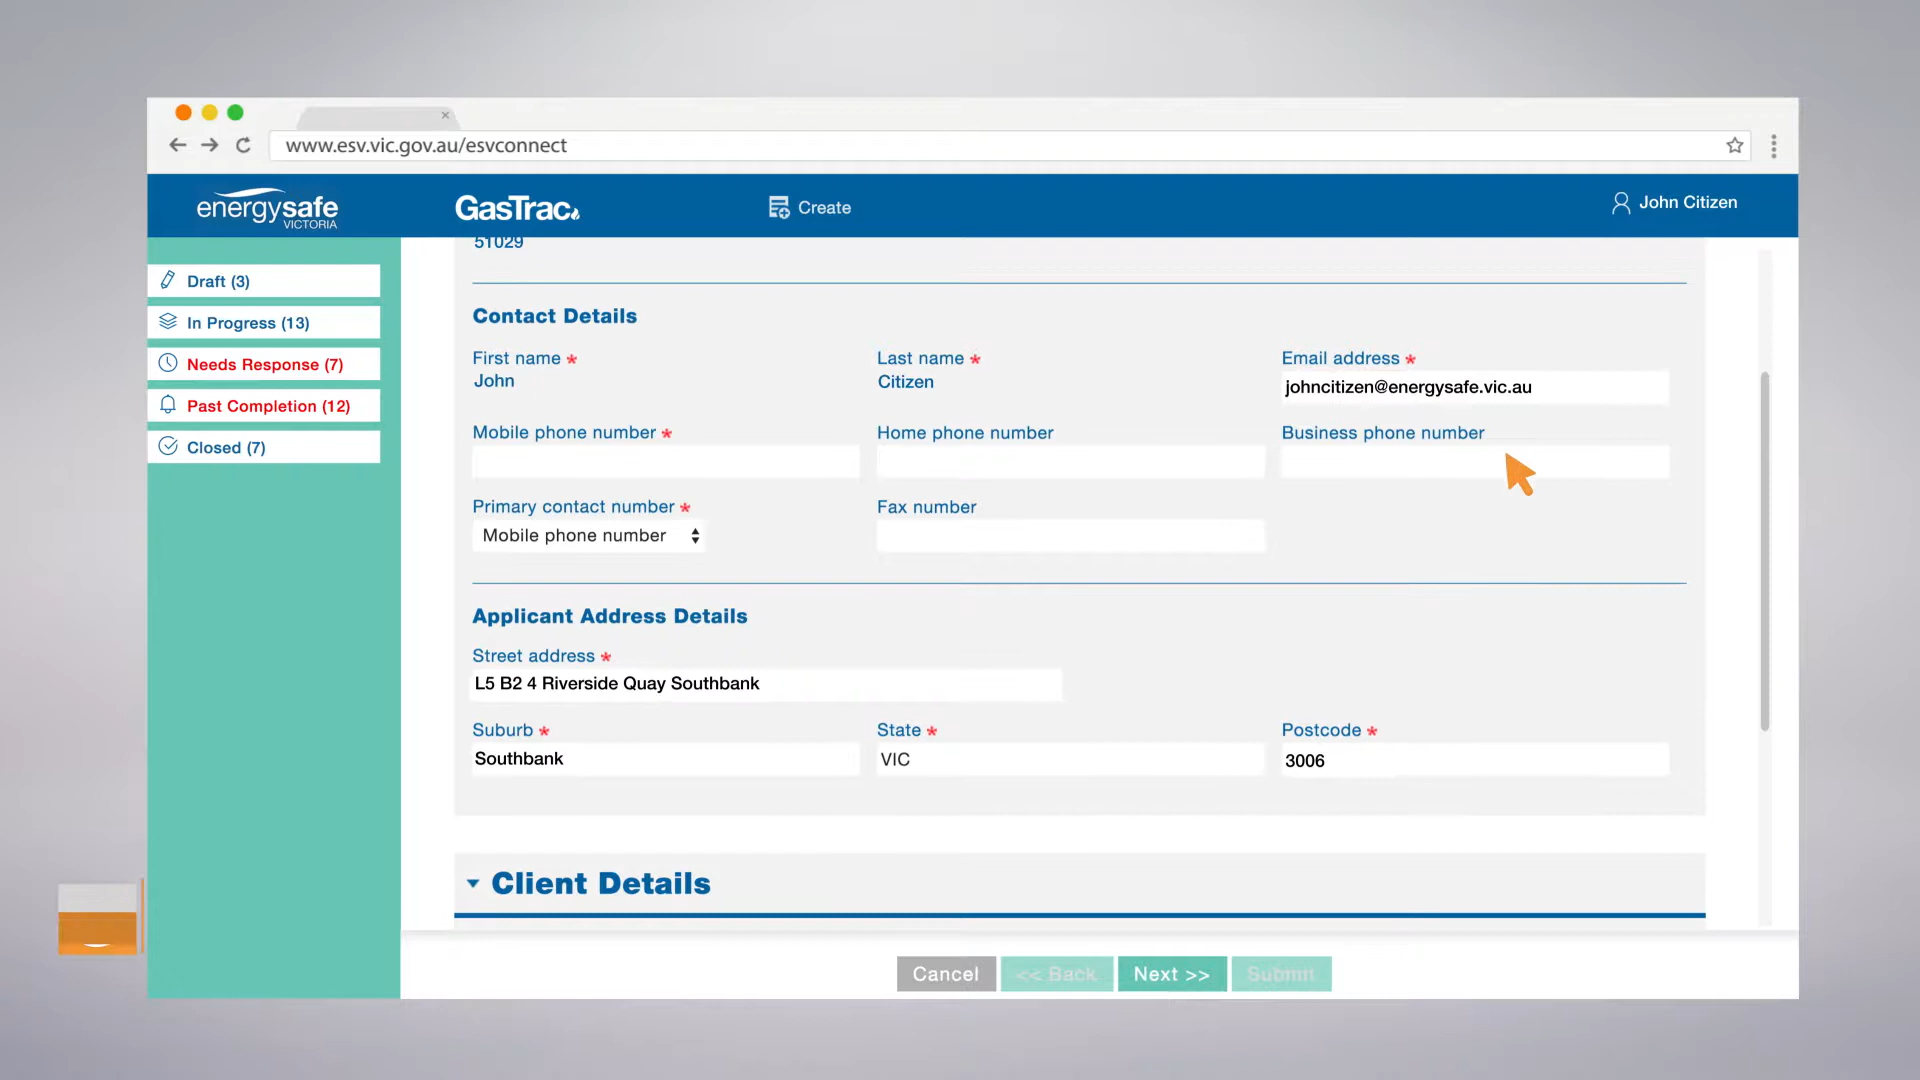 www.esv.vic.gov.au/esvconnect
energysafe
VICTORIA
GasTrac
Create
John Citizen
51029
Draft (3)
In Progress (13)
Needs Response (7)
Past Completion (12)
Closed (7)
Contact Details
First name *
Last name *
Email address *
John
Citizen
johncitizen@energysafe.vic.au
Mobile phone number *
Home phone number
Business phone number
Primary contact number *
Fax number
Mobile phone number
Applicant Address Details
Street address *
L5 B2 4 Riverside Quay Southbank
Suburb *
State *
Postcode *
Southbank
VIC
3006
Client Details
Cancel
<< Back
Next >>
Submit